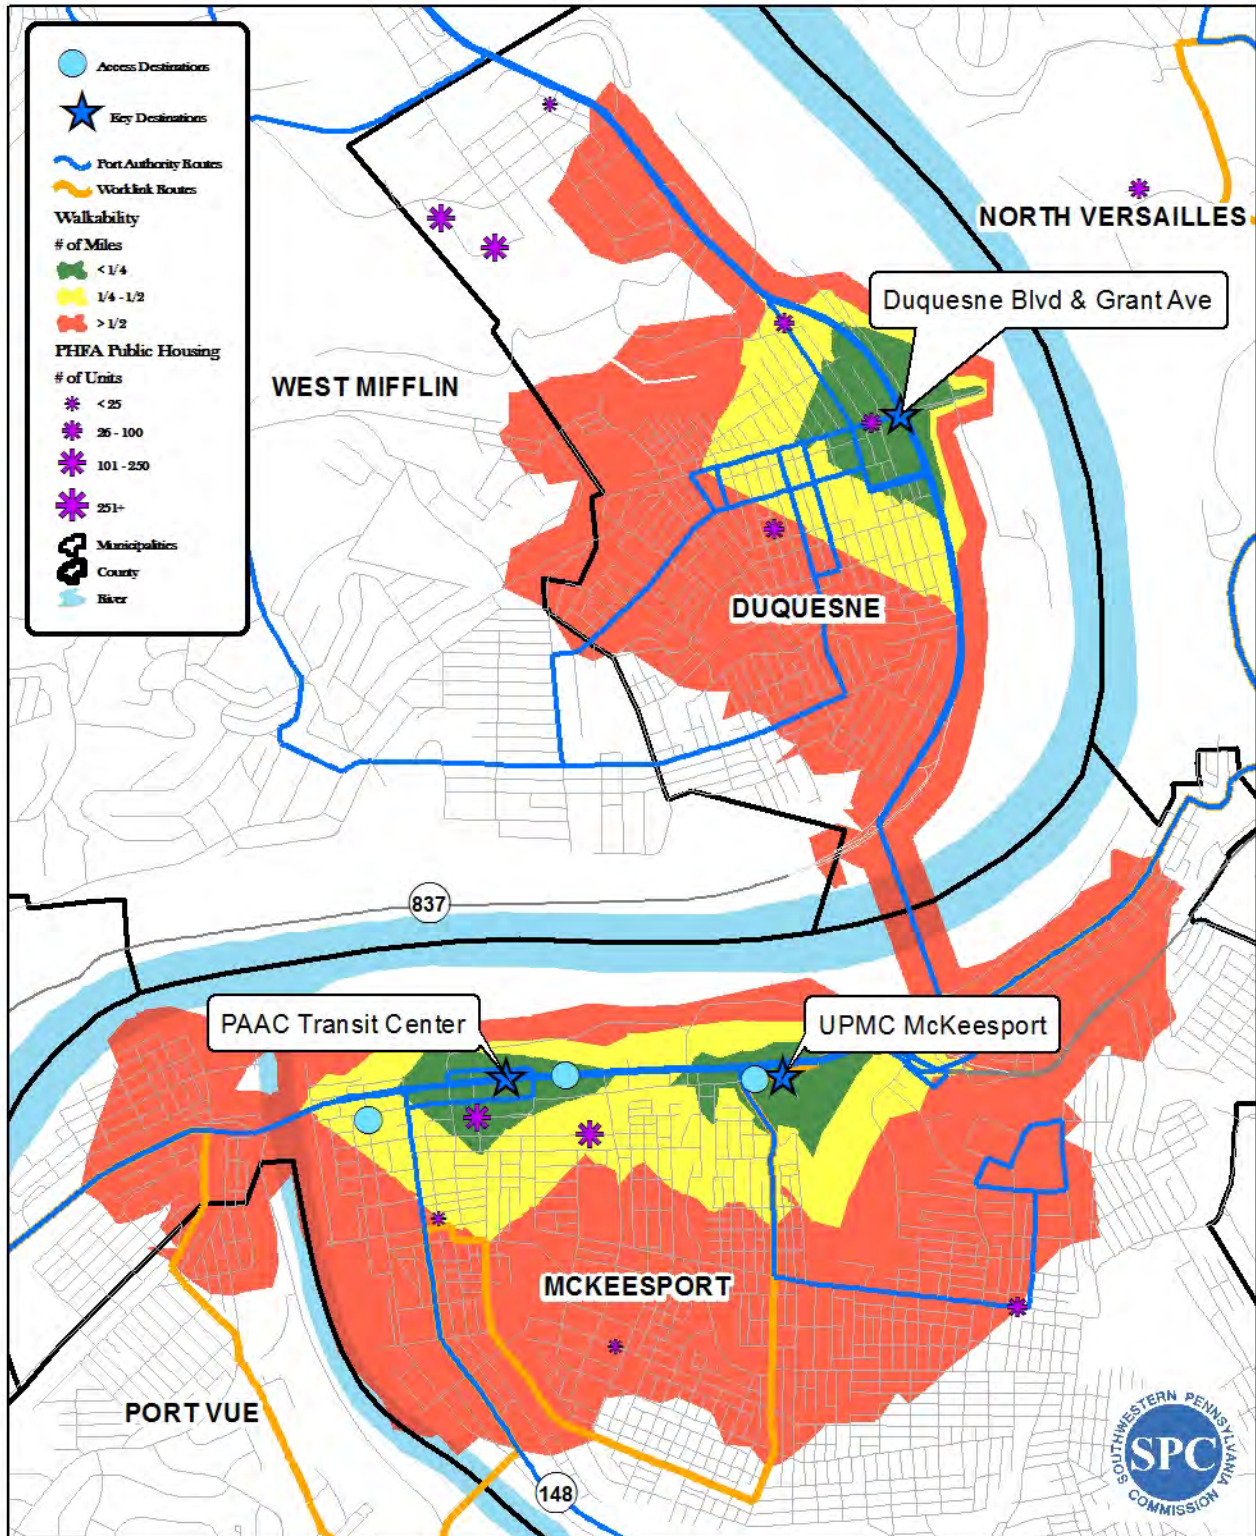 Access Destinations
Key Destinations
Port Authority Routes
Worklink Routes
Walkability
# of Miles
< 1/4
1/4 - 1/2
> 1/2
PHFA Public Housing
# of Units
< 25
26 - 100
101 - 250
251+
Municipalities
County
River
NORTH VERSAILLES
Duquesne Blvd & Grant Ave
WEST MIFFLIN
DUQUESNE
837
PAAC Transit Center
UPMC McKeesport
MCKEESPORT
PORT VUE
148
SOUTHWESTERN PENNSYLVANIA
SPC
COMMISSION